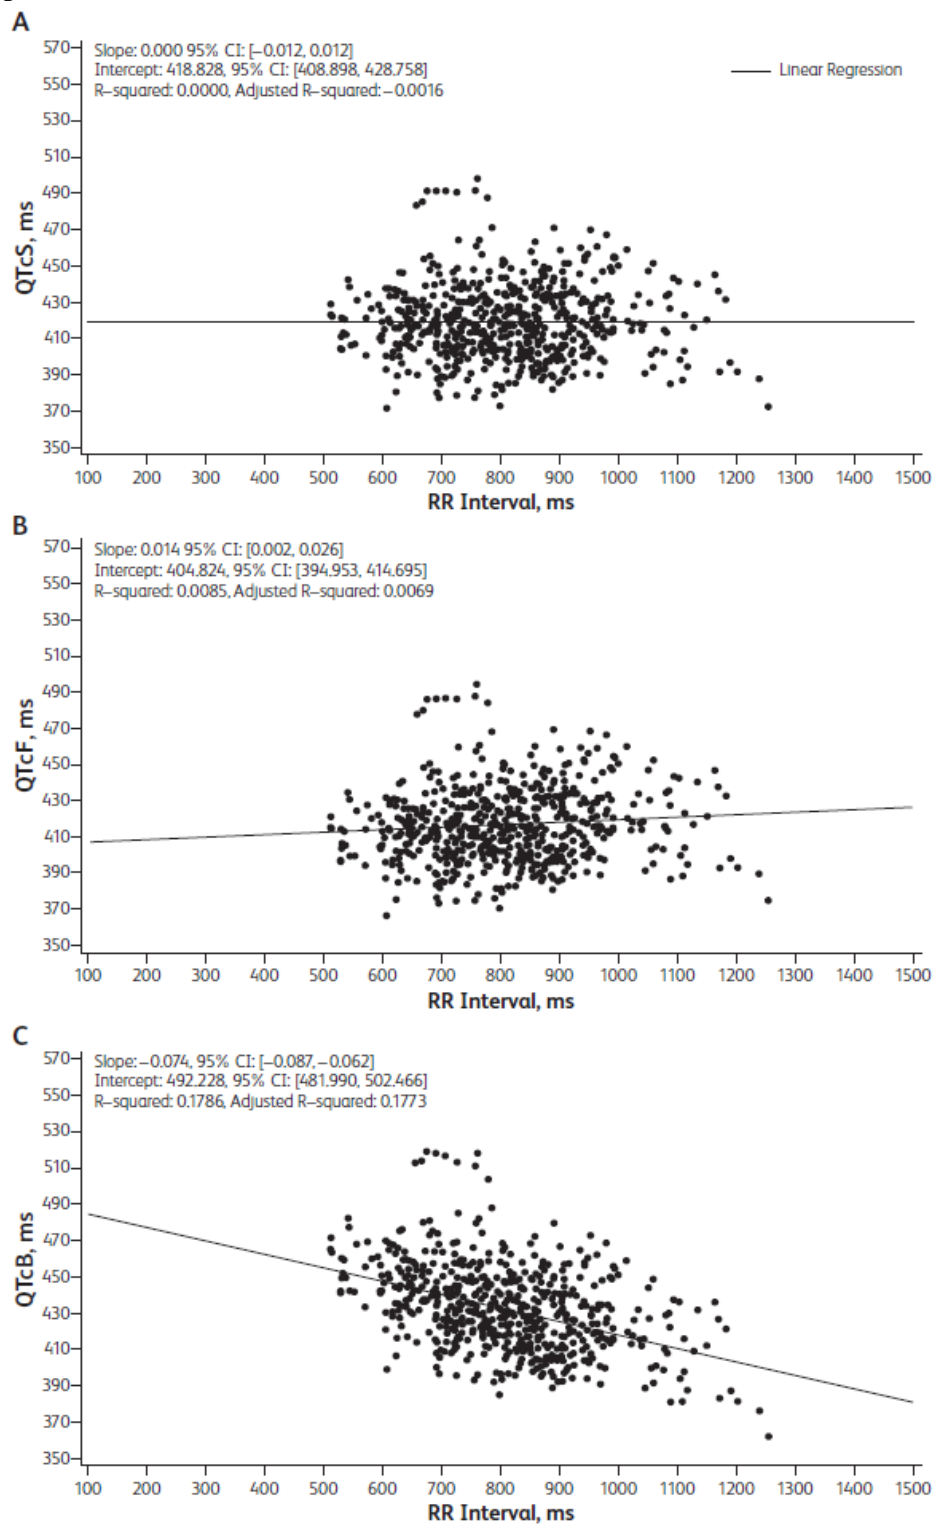 A
570
Slope: 0.000 95% CI: [−0.012, 0.012]
Intercept: 418.828, 95% CI: [408.898, 428.758]
R–squared: 0.0000, Adjusted R–squared: −0.0016
Linear Regression
550
530
510
490
470
450
430
410
390
370
350
QTcS, ms
100 200 300 400 500 600 700 800 900 1000 1100 1200 1300 1400 1500
RR Interval, ms
B
570
Slope: 0.014 95% CI: [0.002, 0.026]
Intercept: 404.824, 95% CI: [394.953, 414.695]
R–squared: 0.0085, Adjusted R–squared: 0.0069
550
530
510
490
470
450
430
410
390
370
350
QTcF, ms
100 200 300 400 500 600 700 800 900 1000 1100 1200 1300 1400 1500
RR Interval, ms
C
570
Slope: −0.074, 95% CI: [−0.087, −0.062]
Intercept: 492.228, 95% CI: [481.990, 502.466]
R–squared: 0.1786, Adjusted R–squared: 0.1773
550
530
510
490
470
450
430
410
390
370
350
QTcB, ms
100 200 300 400 500 600 700 800 900 1000 1100 1200 1300 1400 1500
RR Interval, ms